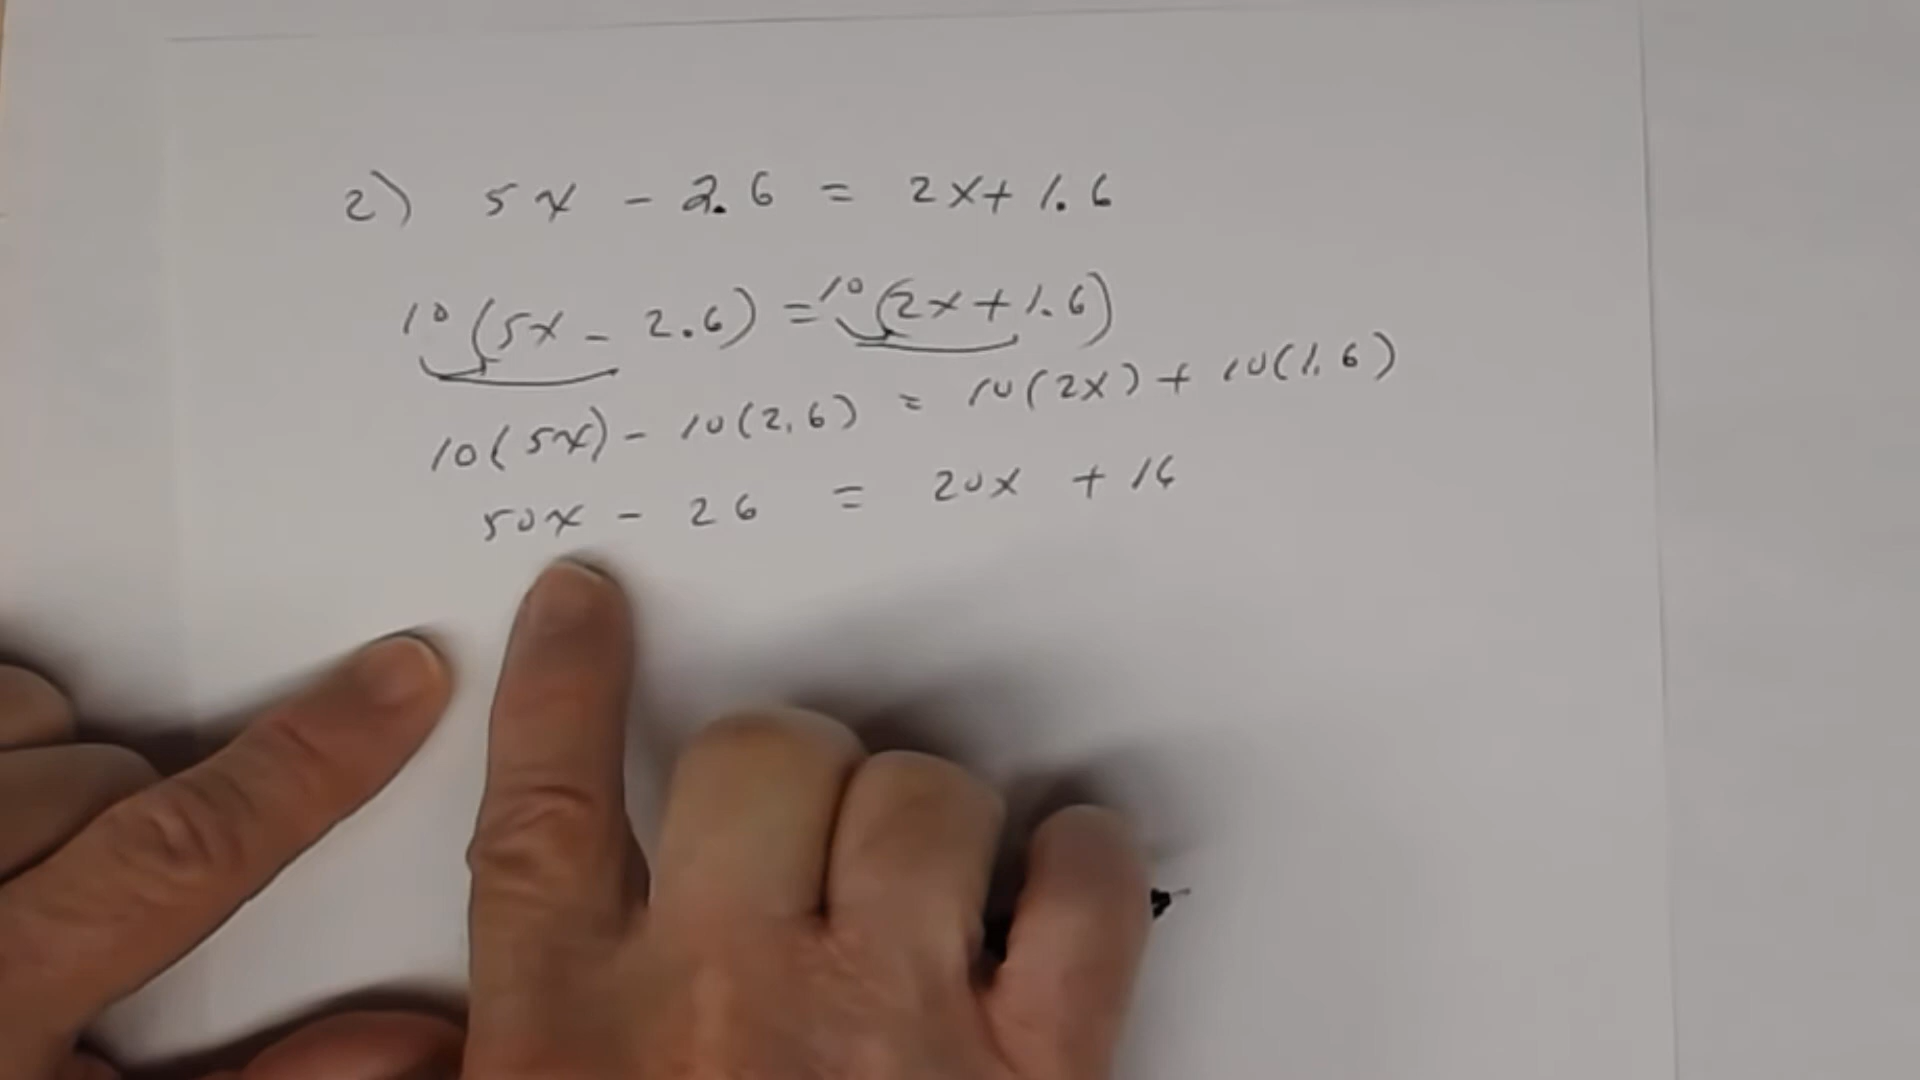 2) 5x - 2.6 = 2x + 1.6
10(5x - 2.6) = 10(2x + 1.6)
10(5x) - 10(2.6) = 10(2x) + 10(1.6)
50x - 26 = 20x + 16